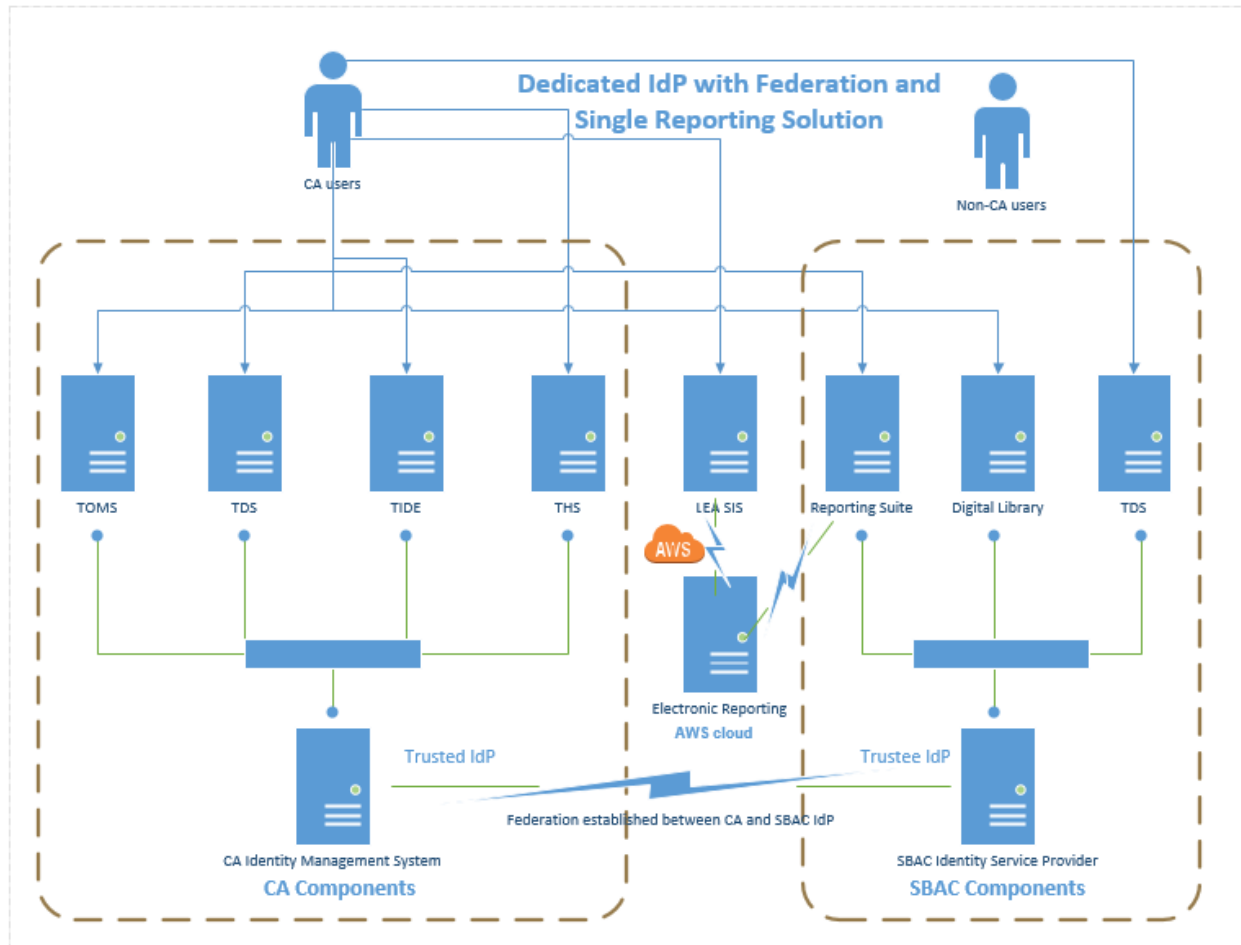 Dedicated IdP with Federation and
Single Reporting Solution
CA users
Non-CA users
TOMS
TDS
TIDE
THS
LEA SIS
Reporting Suite
Digital Library
TDS
AWS
Electronic Reporting
AWS cloud
Trusted IdP
Trustee IdP
Federation established between CA and SBAC IdP
CA Identity Management System
CA Components
SBAC Identity Service Provider
SBAC Components